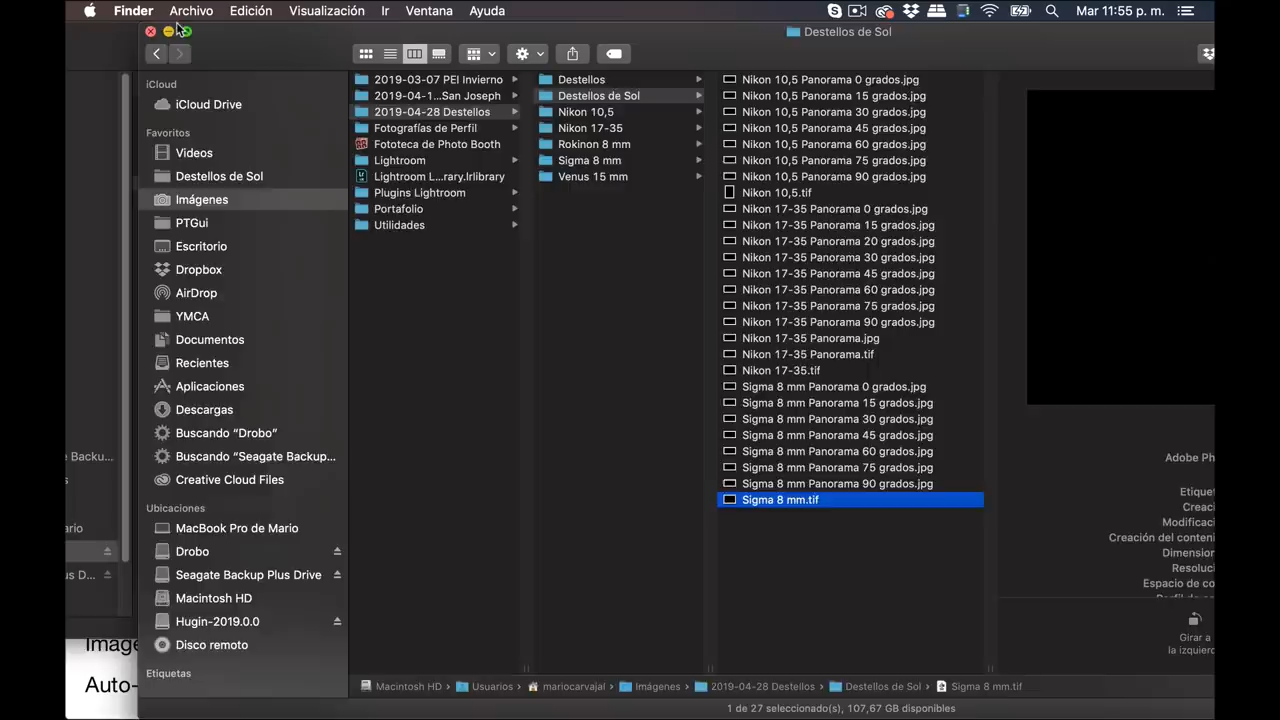 Finder Archivo Edición Visualización Ir Ventana Ayuda Mar 11:55 p. m.
Destellos de Sol
iCloud
iCloud Drive
Favoritos
Videos
Destellos de Sol
Imágenes
PTGui
Escritorio
Dropbox
AirDrop
YMCA
Documentos
Recientes
Aplicaciones
Descargas
Buscando “Drobo”
Buscando “Seagate Backup...
Creative Cloud Files
Ubicaciones
MacBook Pro de Mario
Drobo
Seagate Backup Plus Drive
Macintosh HD
Hugin-2019.0.0
Disco remoto
Etiquetas
2019-03-07 PEI Invierno
2019-04-1...San Joseph
2019-04-28 Destellos
Fotografías de Perfil
Fototeca de Photo Booth
Lightroom
Lightroom L...rary.lrlibrary
Plugins Lightroom
Portafolio
Utilidades
Destellos
Destellos de Sol
Nikon 10,5
Nikon 17-35
Rokinon 8 mm
Sigma 8 mm
Venus 15 mm
Nikon 10,5 Panorama 0 grados.jpg
Nikon 10,5 Panorama 15 grados.jpg
Nikon 10,5 Panorama 30 grados.jpg
Nikon 10,5 Panorama 45 grados.jpg
Nikon 10,5 Panorama 60 grados.jpg
Nikon 10,5 Panorama 75 grados.jpg
Nikon 10,5 Panorama 90 grados.jpg
Nikon 10,5.tif
Nikon 17-35 Panorama 0 grados.jpg
Nikon 17-35 Panorama 15 grados.jpg
Nikon 17-35 Panorama 20 grados.jpg
Nikon 17-35 Panorama 30 grados.jpg
Nikon 17-35 Panorama 45 grados.jpg
Nikon 17-35 Panorama 60 grados.jpg
Nikon 17-35 Panorama 75 grados.jpg
Nikon 17-35 Panorama 90 grados.jpg
Nikon 17-35 Panorama.jpg
Nikon 17-35 Panorama.tif
Nikon 17-35.tif
Sigma 8 mm Panorama 0 grados.jpg
Sigma 8 mm Panorama 15 grados.jpg
Sigma 8 mm Panorama 30 grados.jpg
Sigma 8 mm Panorama 45 grados.jpg
Sigma 8 mm Panorama 60 grados.jpg
Sigma 8 mm Panorama 75 grados.jpg
Sigma 8 mm Panorama 90 grados.jpg
Sigma 8 mm.tif
Adobe Ph
Etiquet
Creaci
Modificaci
Creación del conteni
Dimension
Resoluci
Espacio de co
Girar a
la izquierd
e Backu...
ario
us D...
Image
Auto-
Macintosh HD › Usuarios › mariocarvajal › Imágenes › 2019-04-28 Destellos › Destellos de Sol › Sigma 8 mm.tif
1 de 27 seleccionado(s), 107,67 GB disponibles